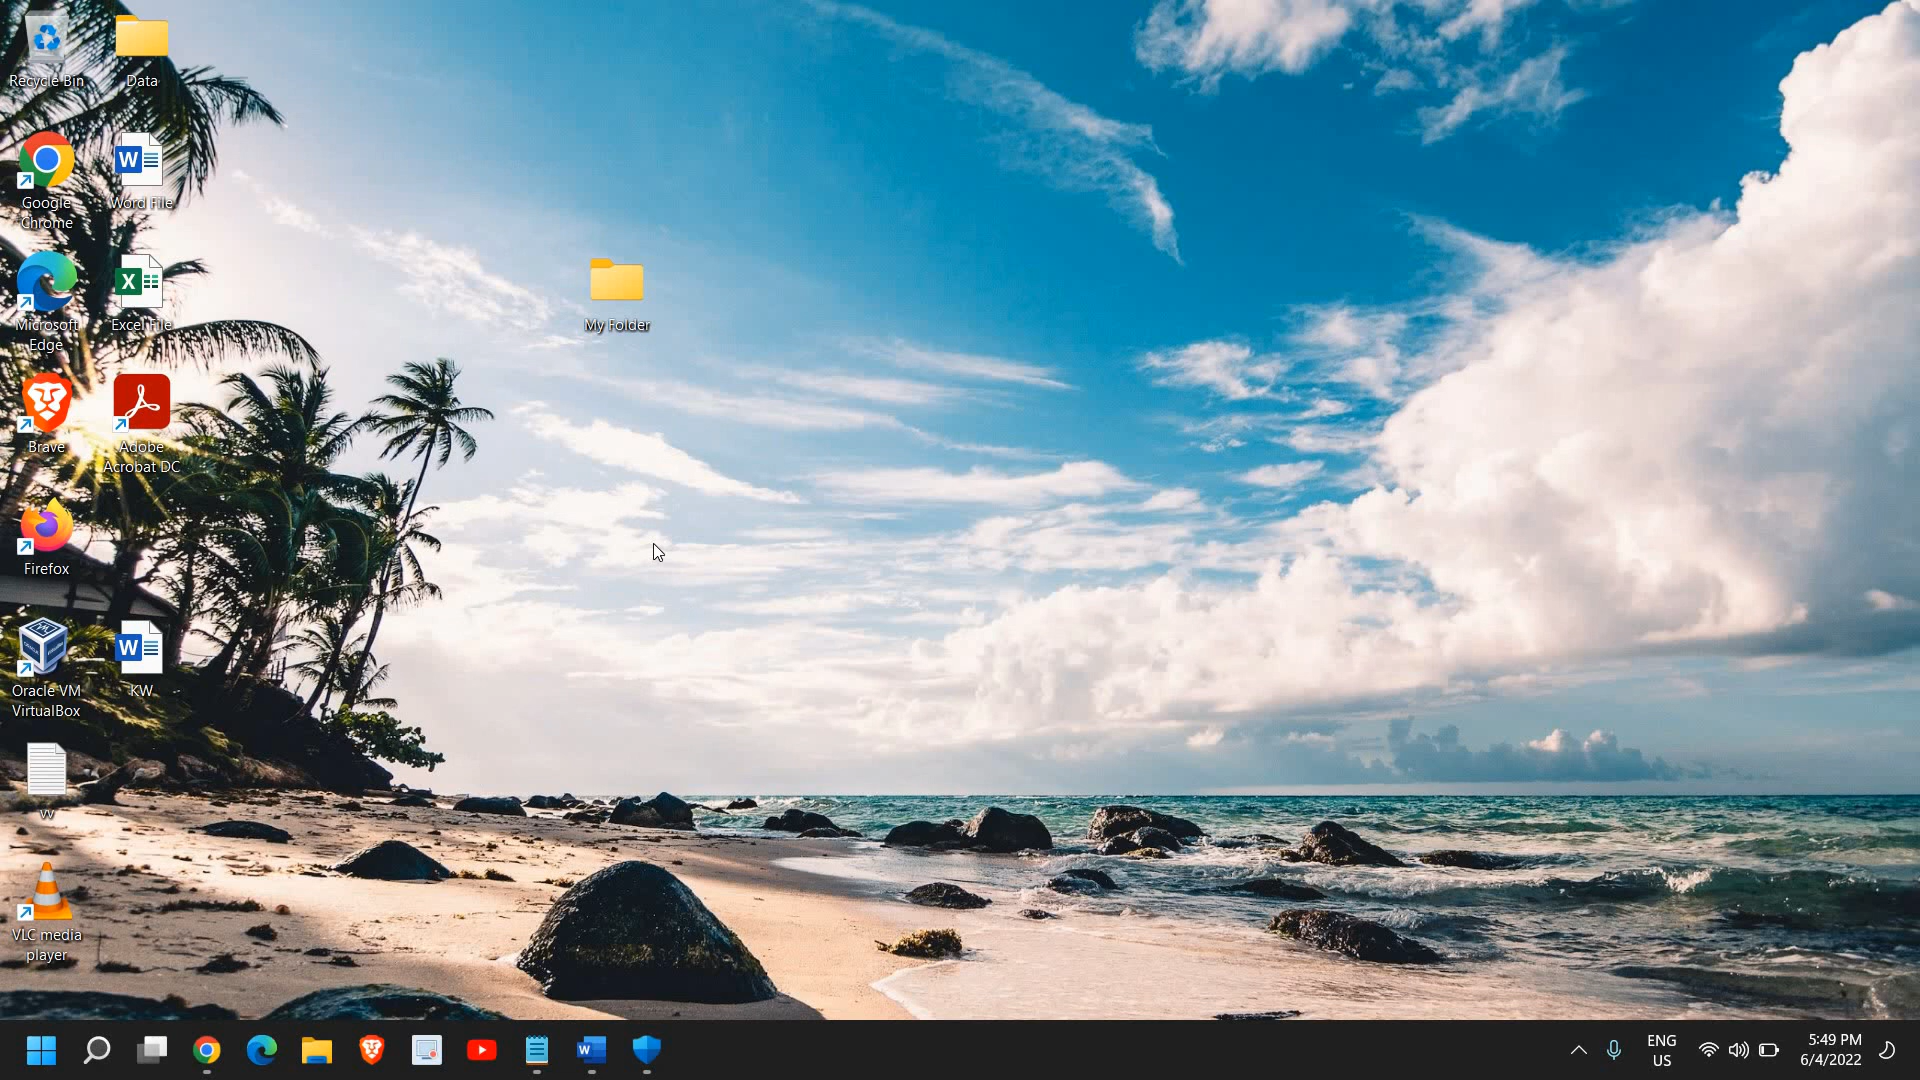 Recycle Bin
Data
Google
Chrome
Word File
Microsoft
Edge
Excel File
My Folder
Brave
Adobe
Acrobat DC
Firefox
Oracle VM
VirtualBox
KW
w
VLC media
player
ENG
US
5:49 PM
6/4/2022